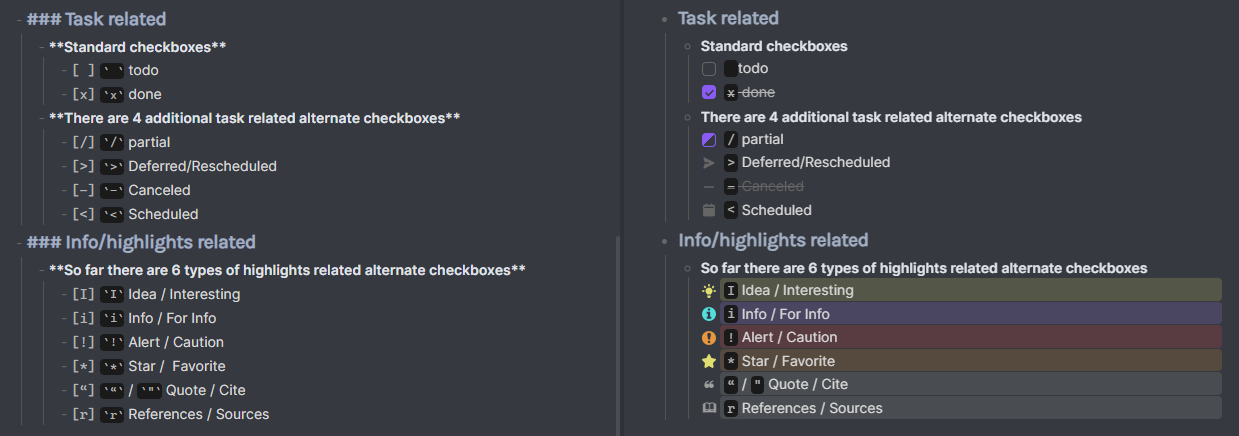 - ### Task related
- **Standard checkboxes**
- [ ] ` ` todo
- [x] `x` done
- **There are 4 additional task related alternate checkboxes**
- [/] `/` partial
- [>] `>` Deferred/Rescheduled
- [-] `-` Canceled
- [<] `<` Scheduled
- ### Info/highlights related
- **So far there are 6 types of highlights related alternate checkboxes**
- [I] `I` Idea / Interesting
- [i] `i` Info / For Info
- [!] `!` Alert / Caution
- [*] `*` Star /  Favorite
- [“] `“` / `"` Quote / Cite
- [r] `r` References / Sources
Task related
Standard checkboxes
todo
x done
There are 4 additional task related alternate checkboxes
/ partial
> Deferred/Rescheduled
- Canceled
< Scheduled
Info/highlights related
So far there are 6 types of highlights related alternate checkboxes
I Idea / Interesting
i Info / For Info
! Alert / Caution
* Star / Favorite
“ / " Quote / Cite
r References / Sources